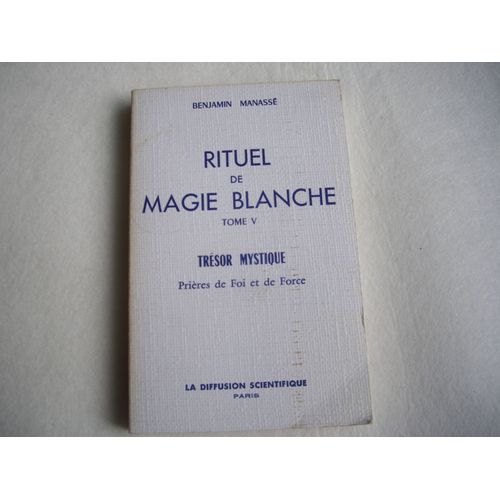 BENJAMIN MANASSÉ
RITUEL
DE
MAGIE BLANCHE
TOME V
TRÉSOR MYSTIQUE
Prières de Foi et de Force
LA DIFFUSION SCIENTIFIQUE
PARIS